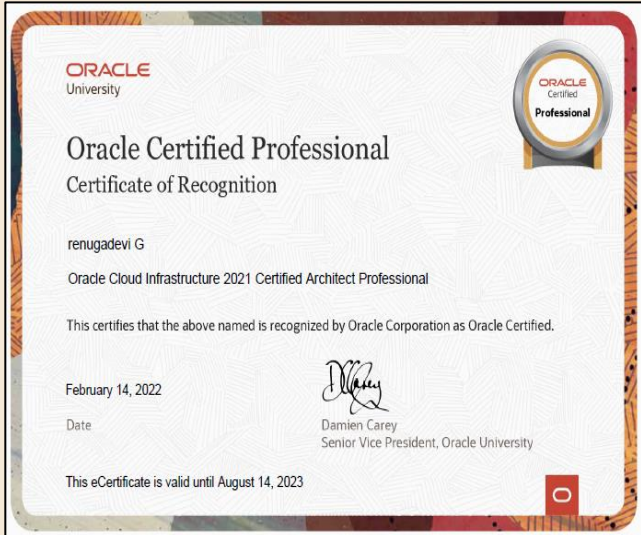 ORACLE
University
ORACLE
Certified
Professional
Oracle Certified Professional
Certificate of Recognition
renugadevi G
Oracle Cloud Infrastructure 2021 Certified Architect Professional
This certifies that the above named is recognized by Oracle Corporation as Oracle Certified.
February 14, 2022
Date
Damien Carey
Senior Vice President, Oracle University
This eCertificate is valid until August 14, 2023